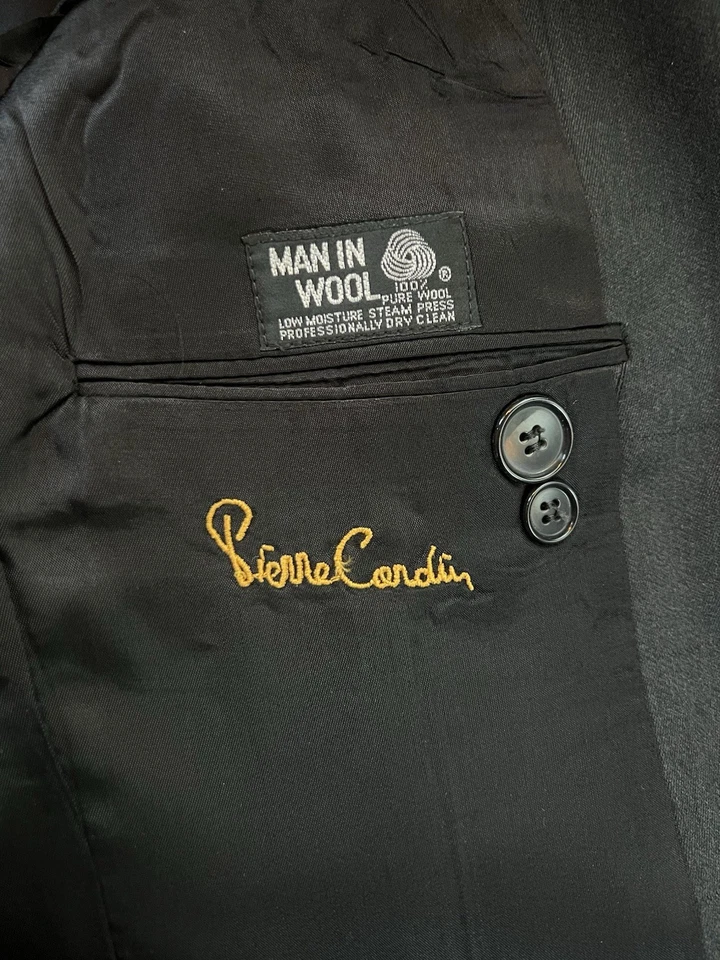 MAN IN
WOOL
®
100%
PURE WOOL
LOW MOISTURE STEAM PRESS
PROFESSIONALLY DRY CLEAN
Pierre Cardin